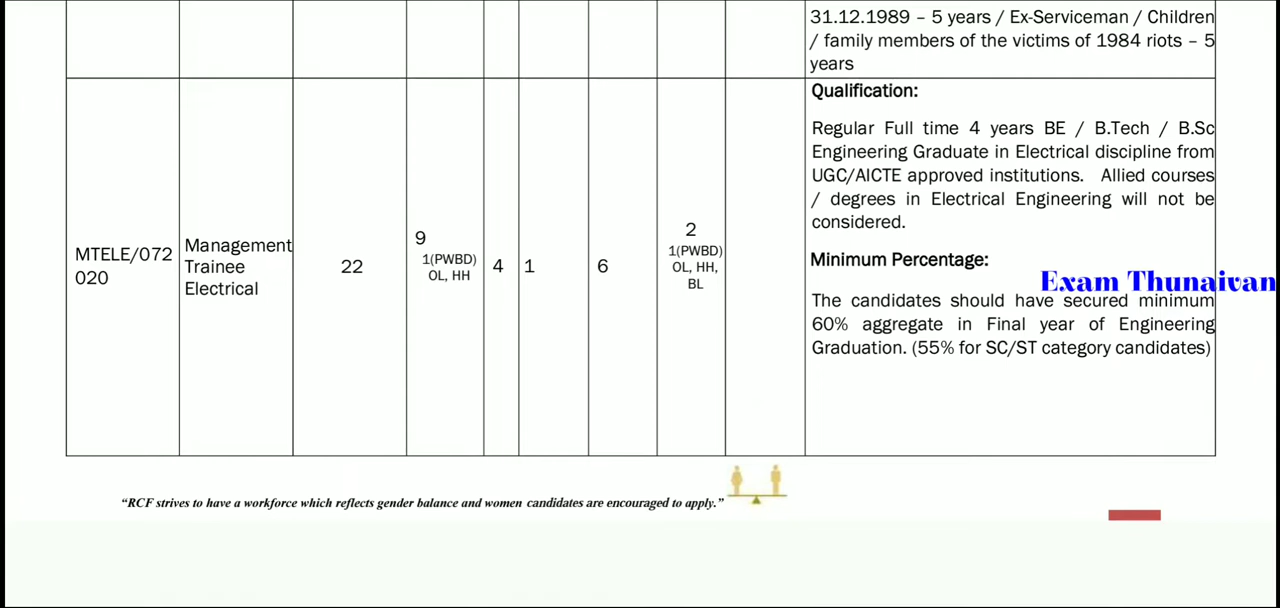 31.12.1989 – 5 years / Ex-Serviceman / Children
/ family members of the victims of 1984 riots – 5
years
MTELE/072
020
Management
Trainee
Electrical
22
9
1(PWBD)
OL, HH
4
1
6
2
1(PWBD)
OL, HH,
BL
Qualification:
Regular Full time 4 years BE / B.Tech / B.Sc
Engineering Graduate in Electrical discipline from
UGC/AICTE approved institutions. Allied courses
/ degrees in Electrical Engineering will not be
considered.
Minimum Percentage:
Exam Thunaivan
The candidates should have secured minimum
60% aggregate in Final year of Engineering
Graduation. (55% for SC/ST category candidates)
“RCF strives to have a workforce which reflects gender balance and women candidates are encouraged to apply.”